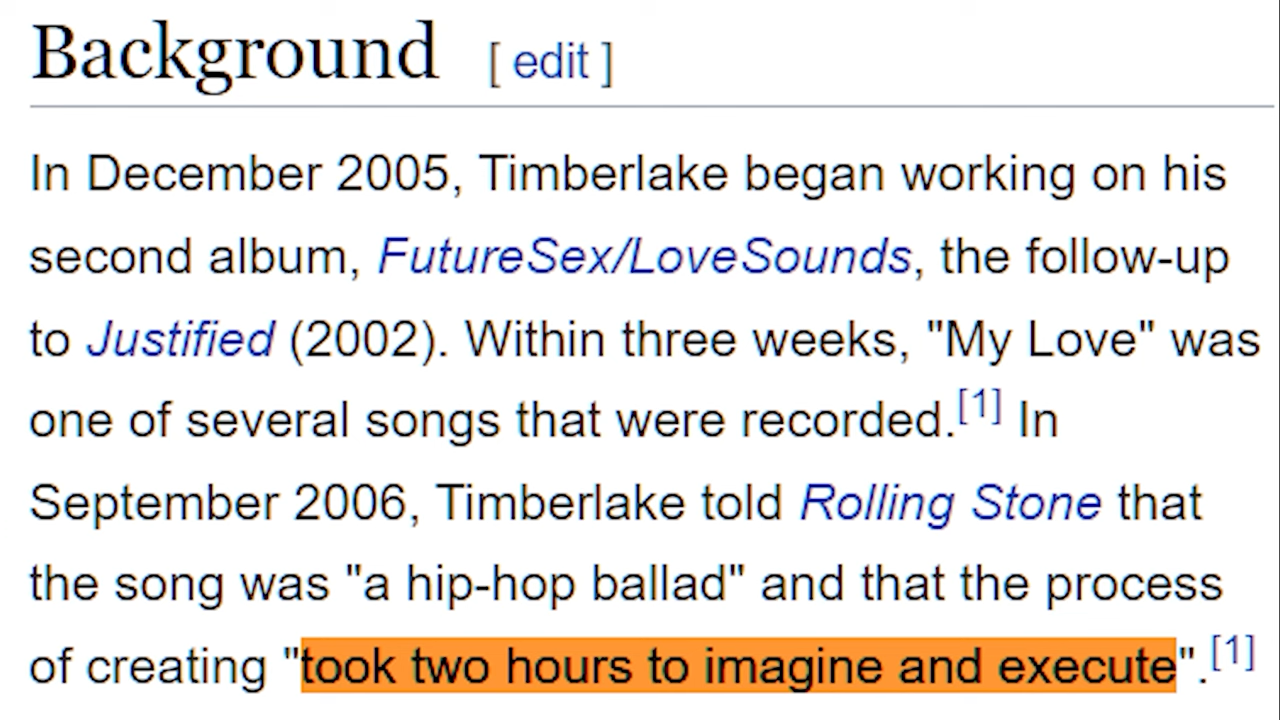 Background [ edit ]
In December 2005, Timberlake began working on his
second album, FutureSex/LoveSounds, the follow-up
to Justified (2002). Within three weeks, "My Love" was
one of several songs that were recorded.[1] In
September 2006, Timberlake told Rolling Stone that
the song was "a hip-hop ballad" and that the process
of creating "took two hours to imagine and execute".[1]